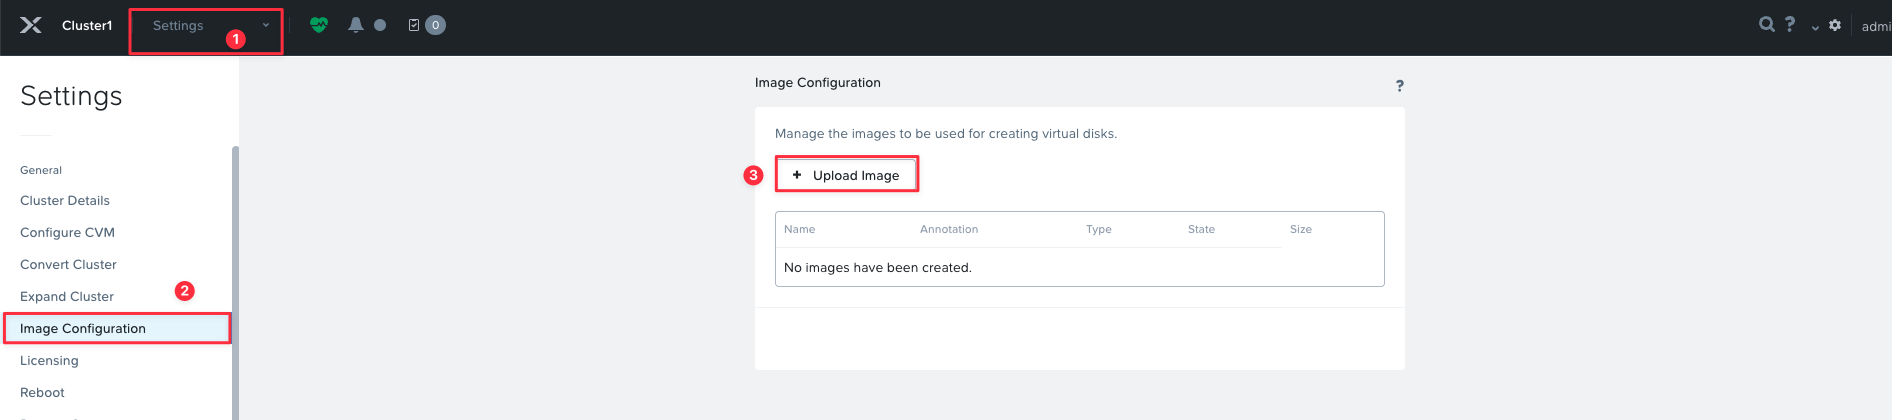 Cluster1 Settings 1 0 ? admi
Settings
Image Configuration ?
Manage the images to be used for creating virtual disks.
3 + Upload Image
Name Annotation Type State Size
No images have been created.
General
Cluster Details
Configure CVM
Convert Cluster
Expand Cluster 2
Image Configuration
Licensing
Reboot